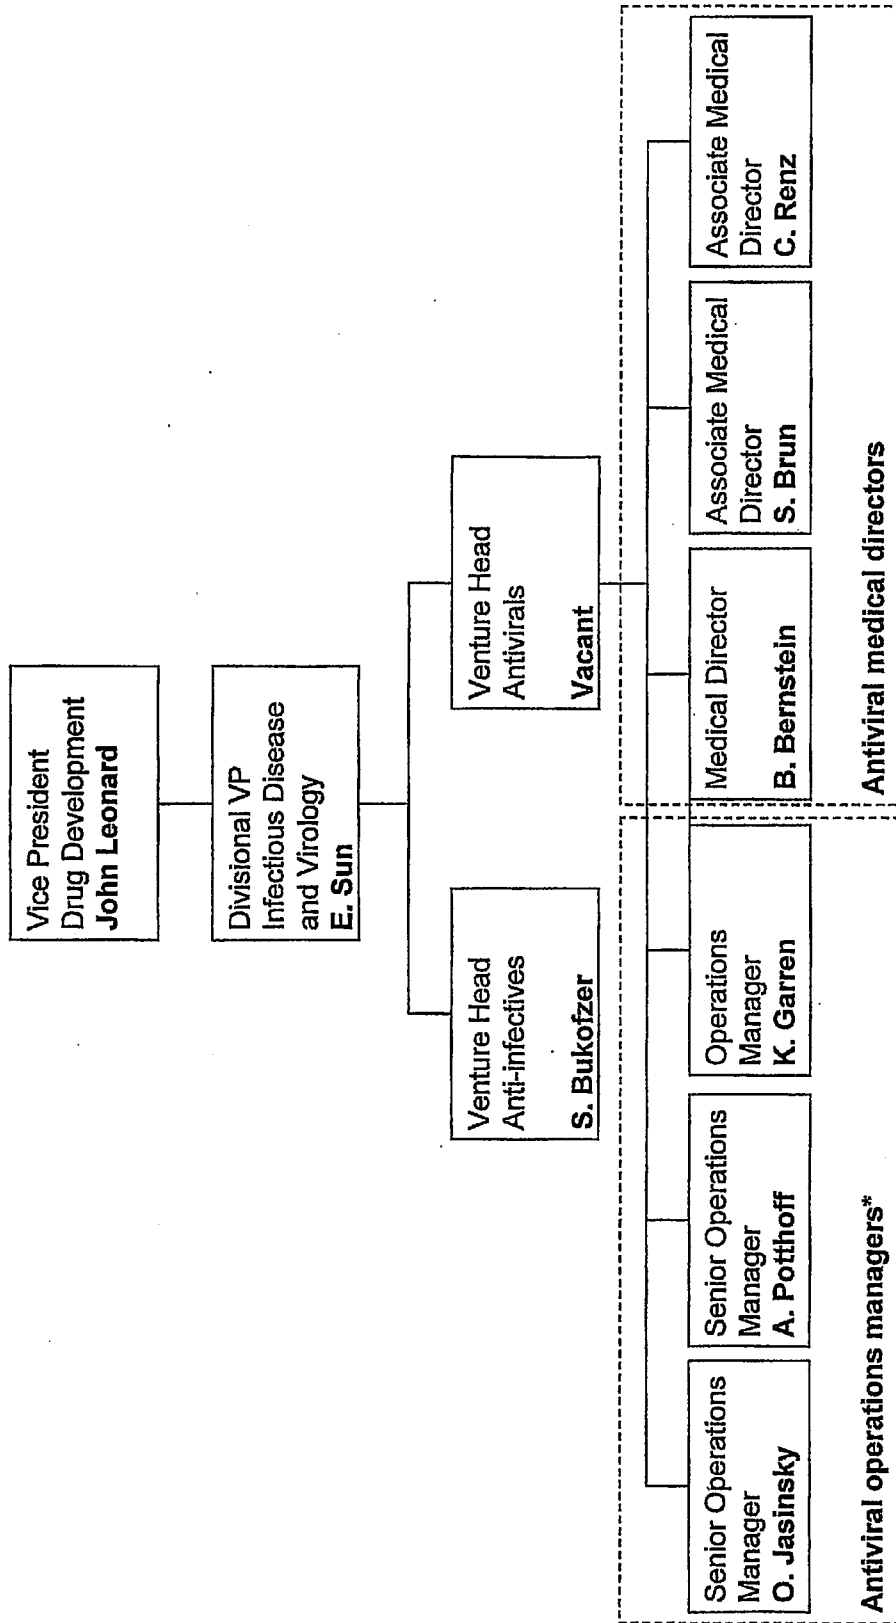 Vice President
Drug Development
John Leonard
Divisional VP
Infectious Disease
and Virology
E. Sun
Venture Head
Anti-infectives
S. Bukofzer
Venture Head
Antivirals
Vacant
Senior Operations
Manager
O. Jasinsky
Senior Operations
Manager
A. Potthoff
Operations
Manager
K. Garren
Medical Director
B. Bernstein
Associate Medical
Director
S. Brun
Associate Medical
Director
C. Renz
Antiviral operations managers*
Antiviral medical directors